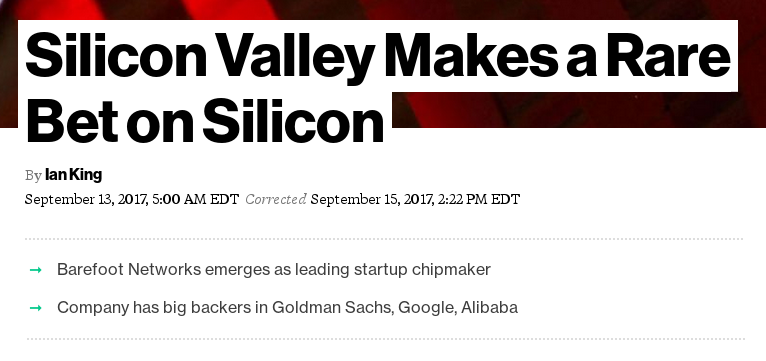 Silicon Valley Makes a Rare
Bet on Silicon
By Ian King
September 13, 2017, 5:00 AM EDT Corrected September 15, 2017, 2:22 PM EDT
→ Barefoot Networks emerges as leading startup chipmaker
→ Company has big backers in Goldman Sachs, Google, Alibaba